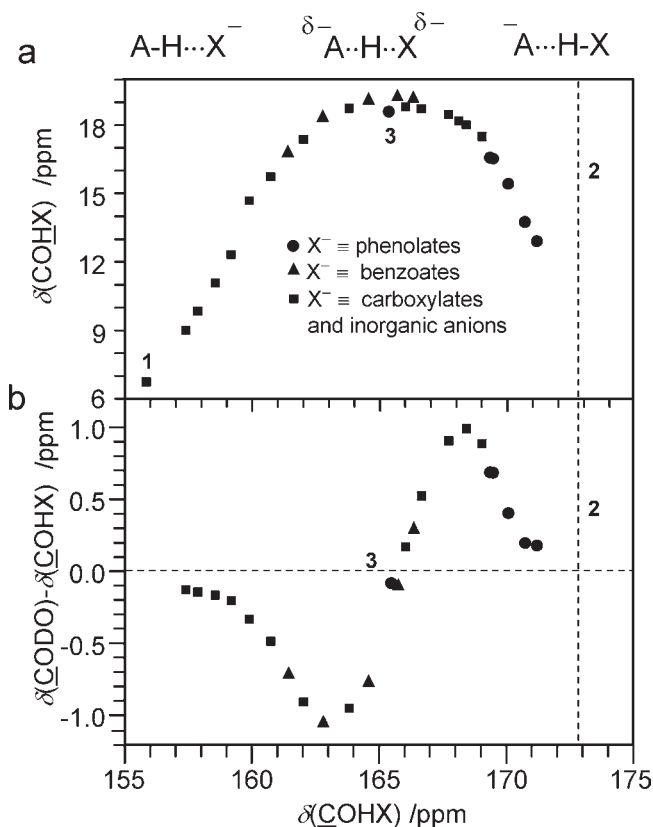 A-H···X⁻ δ⁻A··H··Xδ⁻ ⁻A···H-X
a
18
15
12
9
6
δ(COHX) /ppm
3
2
1
● X⁻ ≡ phenolates
▲ X⁻ ≡ benzoates
■ X⁻ ≡ carboxylates
and inorganic anions
b
1.0
0.5
0.0
-0.5
-1.0
δ(CODO)-δ(COHX) /ppm
3
2
155 160 165 170 175
δ(COHX) /ppm